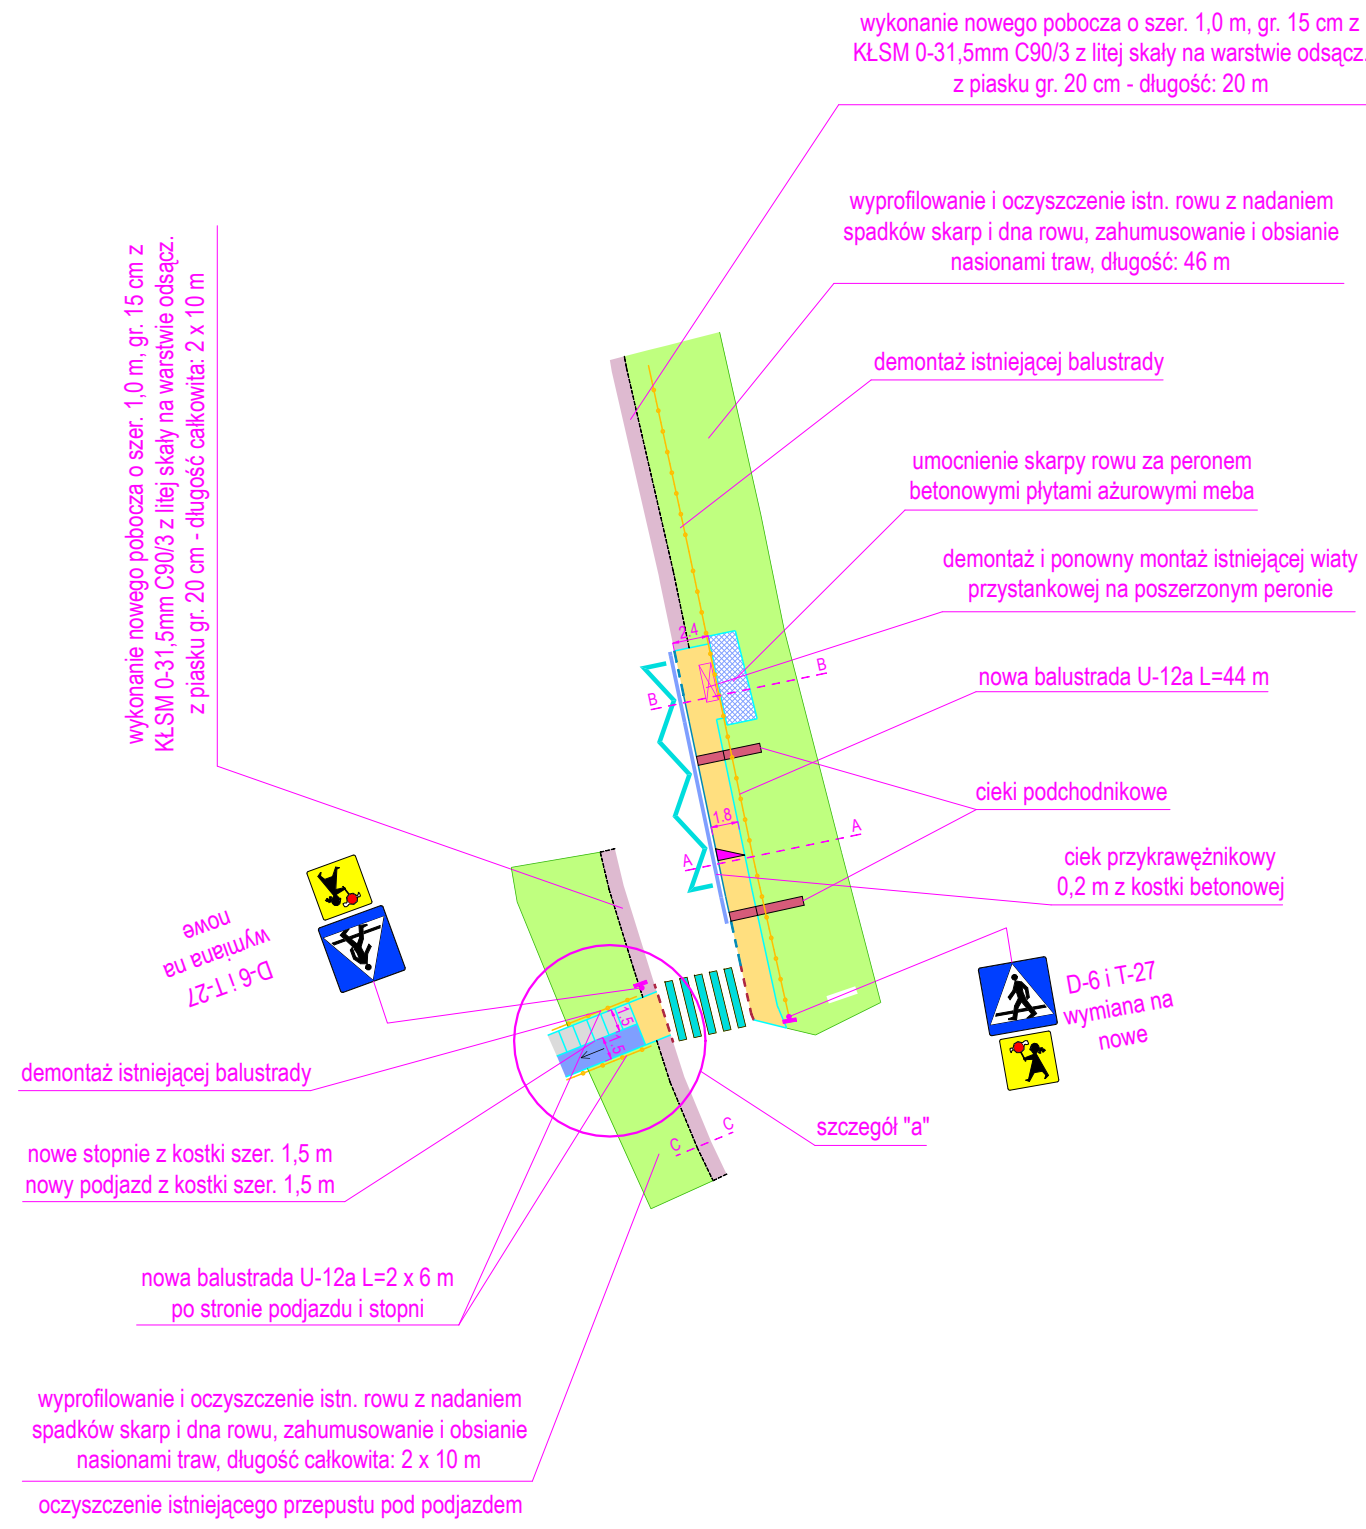 wykonanie nowego pobocza o szer. 1,0 m, gr. 15 cm z
KŁSM 0-31,5mm C90/3 z litej skały na warstwie odsącz.
z piasku gr. 20 cm - długość: 20 m
wyprofilowanie i oczyszczenie istn. rowu z nadaniem
spadków skarp i dna rowu, zahumusowanie i obsianie
nasionami traw, długość: 46 m
wykonanie nowego pobocza o szer. 1,0 m, gr. 15 cm z
KŁSM 0-31,5mm C90/3 z litej skały na warstwie odsącz.
z piasku gr. 20 cm - długość całkowita: 2 x 10 m
demontaż istniejącej balustrady
umocnienie skarpy rowu za peronem
betonowymi płytami ażurowymi meba
demontaż i ponowny montaż istniejącej wiaty
przystankowej na poszerzonym peronie
2.4
B
B
nowa balustrada U-12a L=44 m
cieki podchodnikowe
1.8
A
A
ciek przykrawężnikowy
0,2 m z kostki betonowej
D-6 i T-27
wymiana na
nowe
D-6 i T-27
wymiana na
nowe
1.5
1.5
demontaż istniejącej balustrady
szczegół "a"
C
C
nowe stopnie z kostki szer. 1,5 m
nowy podjazd z kostki szer. 1,5 m
nowa balustrada U-12a L=2 x 6 m
po stronie podjazdu i stopni
wyprofilowanie i oczyszczenie istn. rowu z nadaniem
spadków skarp i dna rowu, zahumusowanie i obsianie
nasionami traw, długość całkowita: 2 x 10 m
oczyszczenie istniejącego przepustu pod podjazdem